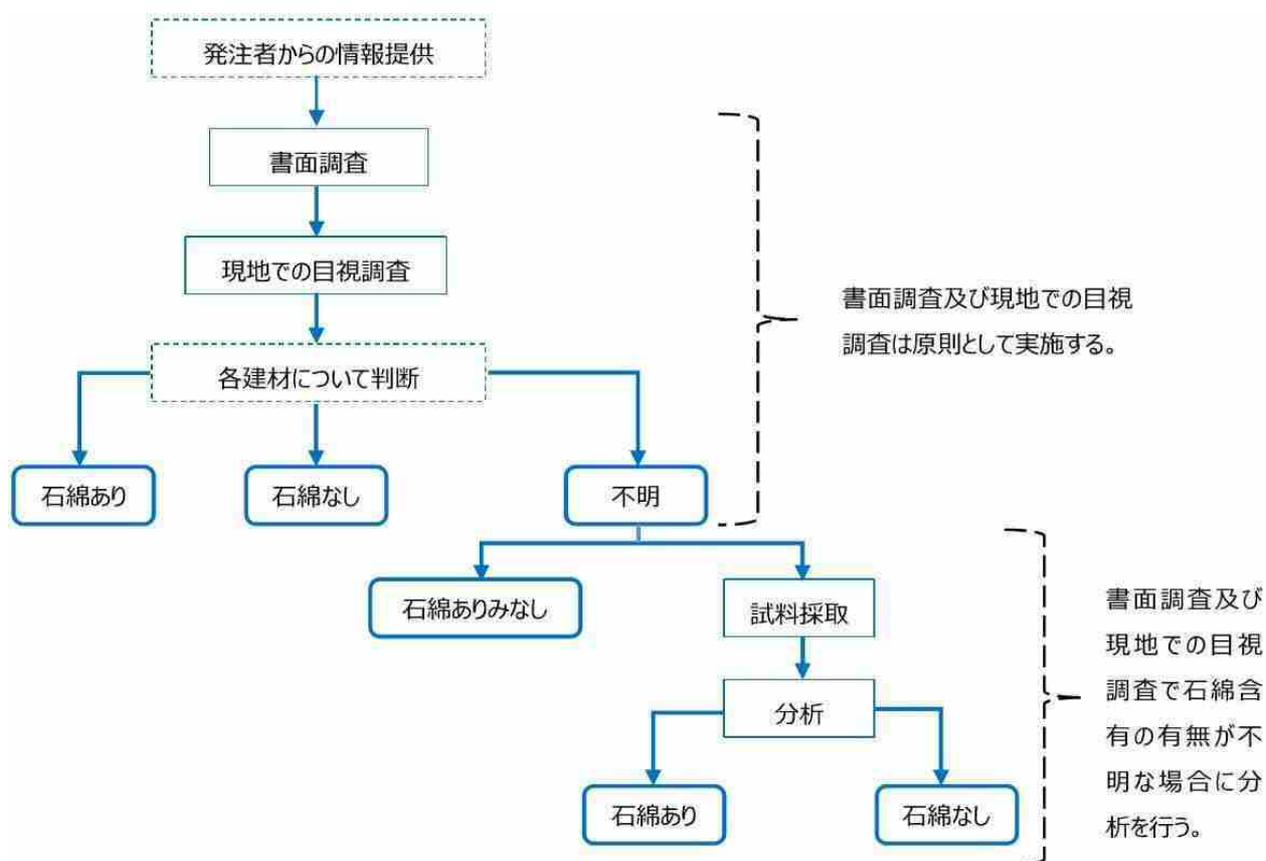 発注者からの情報提供
書面調査
現地での目視調査
各建材について判断
石綿あり
石綿なし
不明
書面調査及び現地での目視
調査は原則として実施する。
石綿ありみなし
試料採取
分析
石綿あり
石綿なし
書面調査及び
現地での目視
調査で石綿含
有の有無が不
明な場合に分
析を行う。